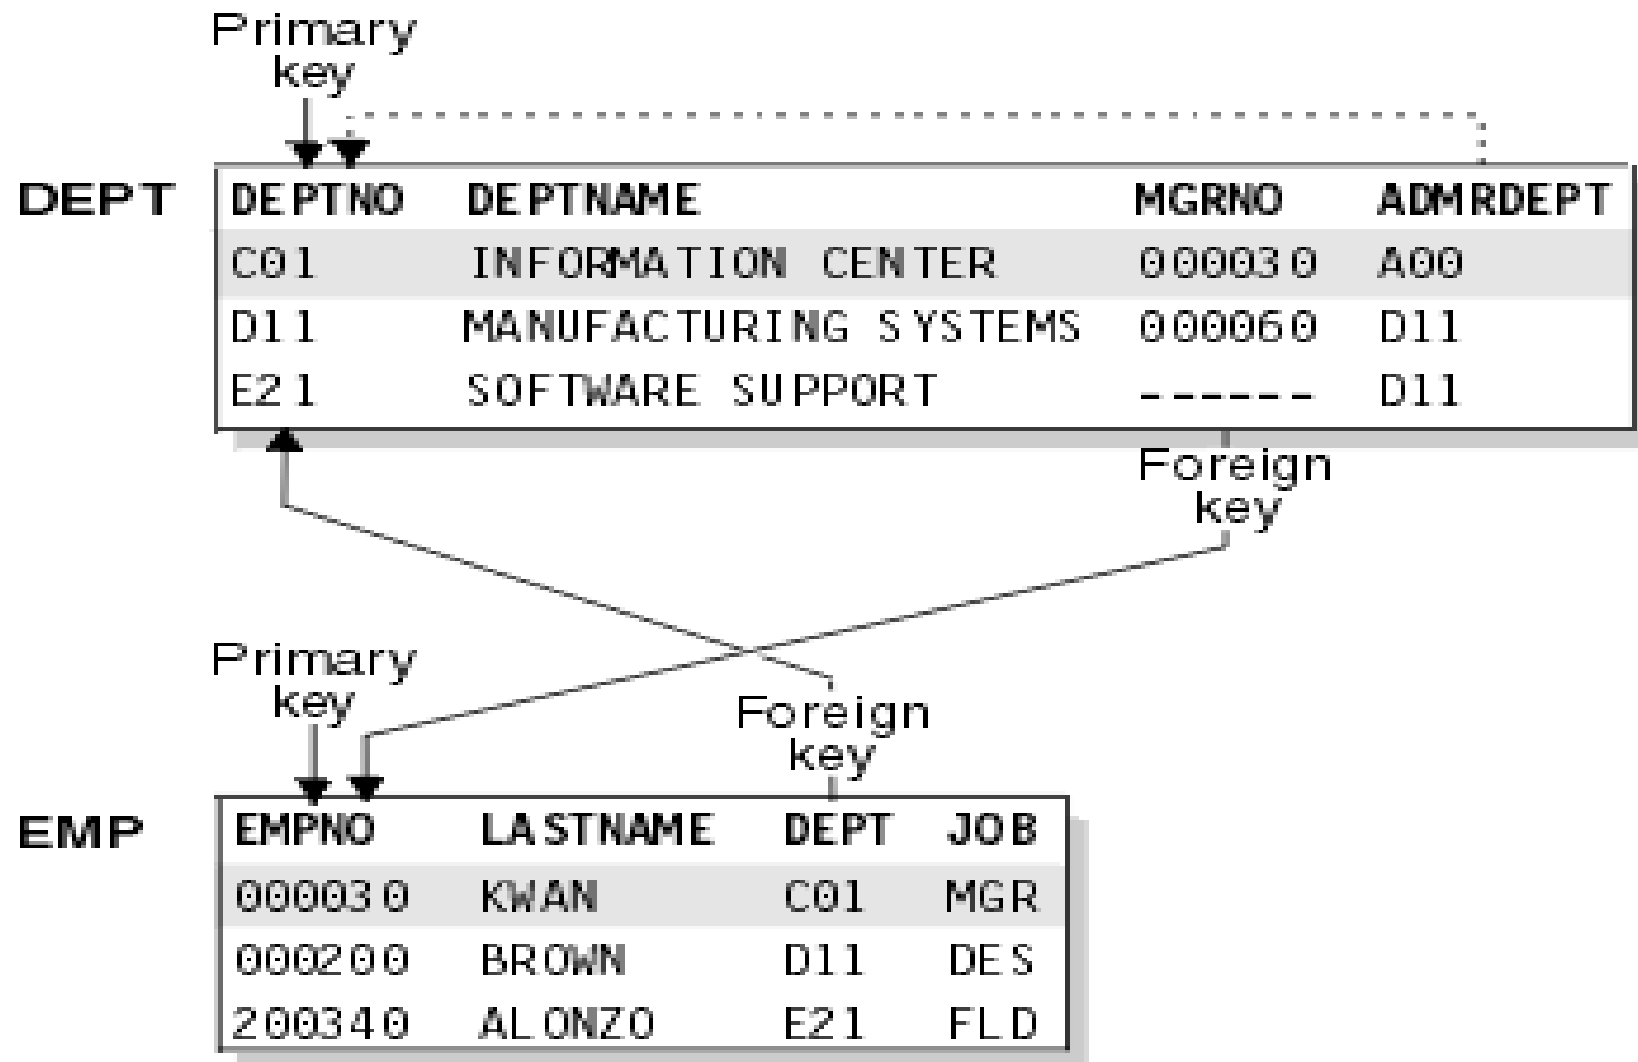 Primary
key
DEPT
DEPTNO DEPTNAME MGRNO ADMRDEPT
C01 INFORMATION CENTER 000030 A00
D11 MANUFACTURING SYSTEMS 000060 D11
E21 SOFTWARE SUPPORT ------ D11
Foreign
key
Primary
key
Foreign
key
EMP
EMPNO LASTNAME DEPT JOB
000030 KWAN C01 MGR
000200 BROWN D11 DES
200340 ALONZO E21 FLD